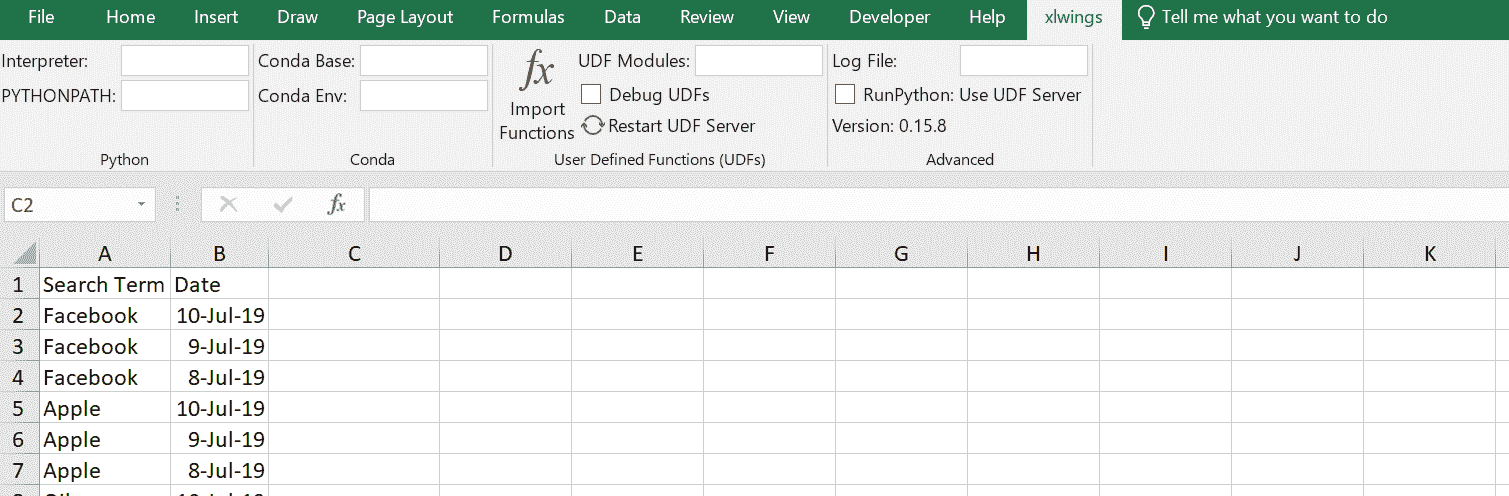 File Home Insert Draw Page Layout Formulas Data Review View Developer Help xlwings Tell me what you want to do
Interpreter: Conda Base: fx UDF Modules: Log File:
PYTHONPATH: Conda Env: Import Functions Debug UDFs RunPython: Use UDF Server
Restart UDF Server Version: 0.15.8
Python Conda User Defined Functions (UDFs) Advanced
C2 fx
A B C D E F G H I J K
1 Search Term Date
2 Facebook 10-Jul-19
3 Facebook 9-Jul-19
4 Facebook 8-Jul-19
5 Apple 10-Jul-19
6 Apple 9-Jul-19
7 Apple 8-Jul-19